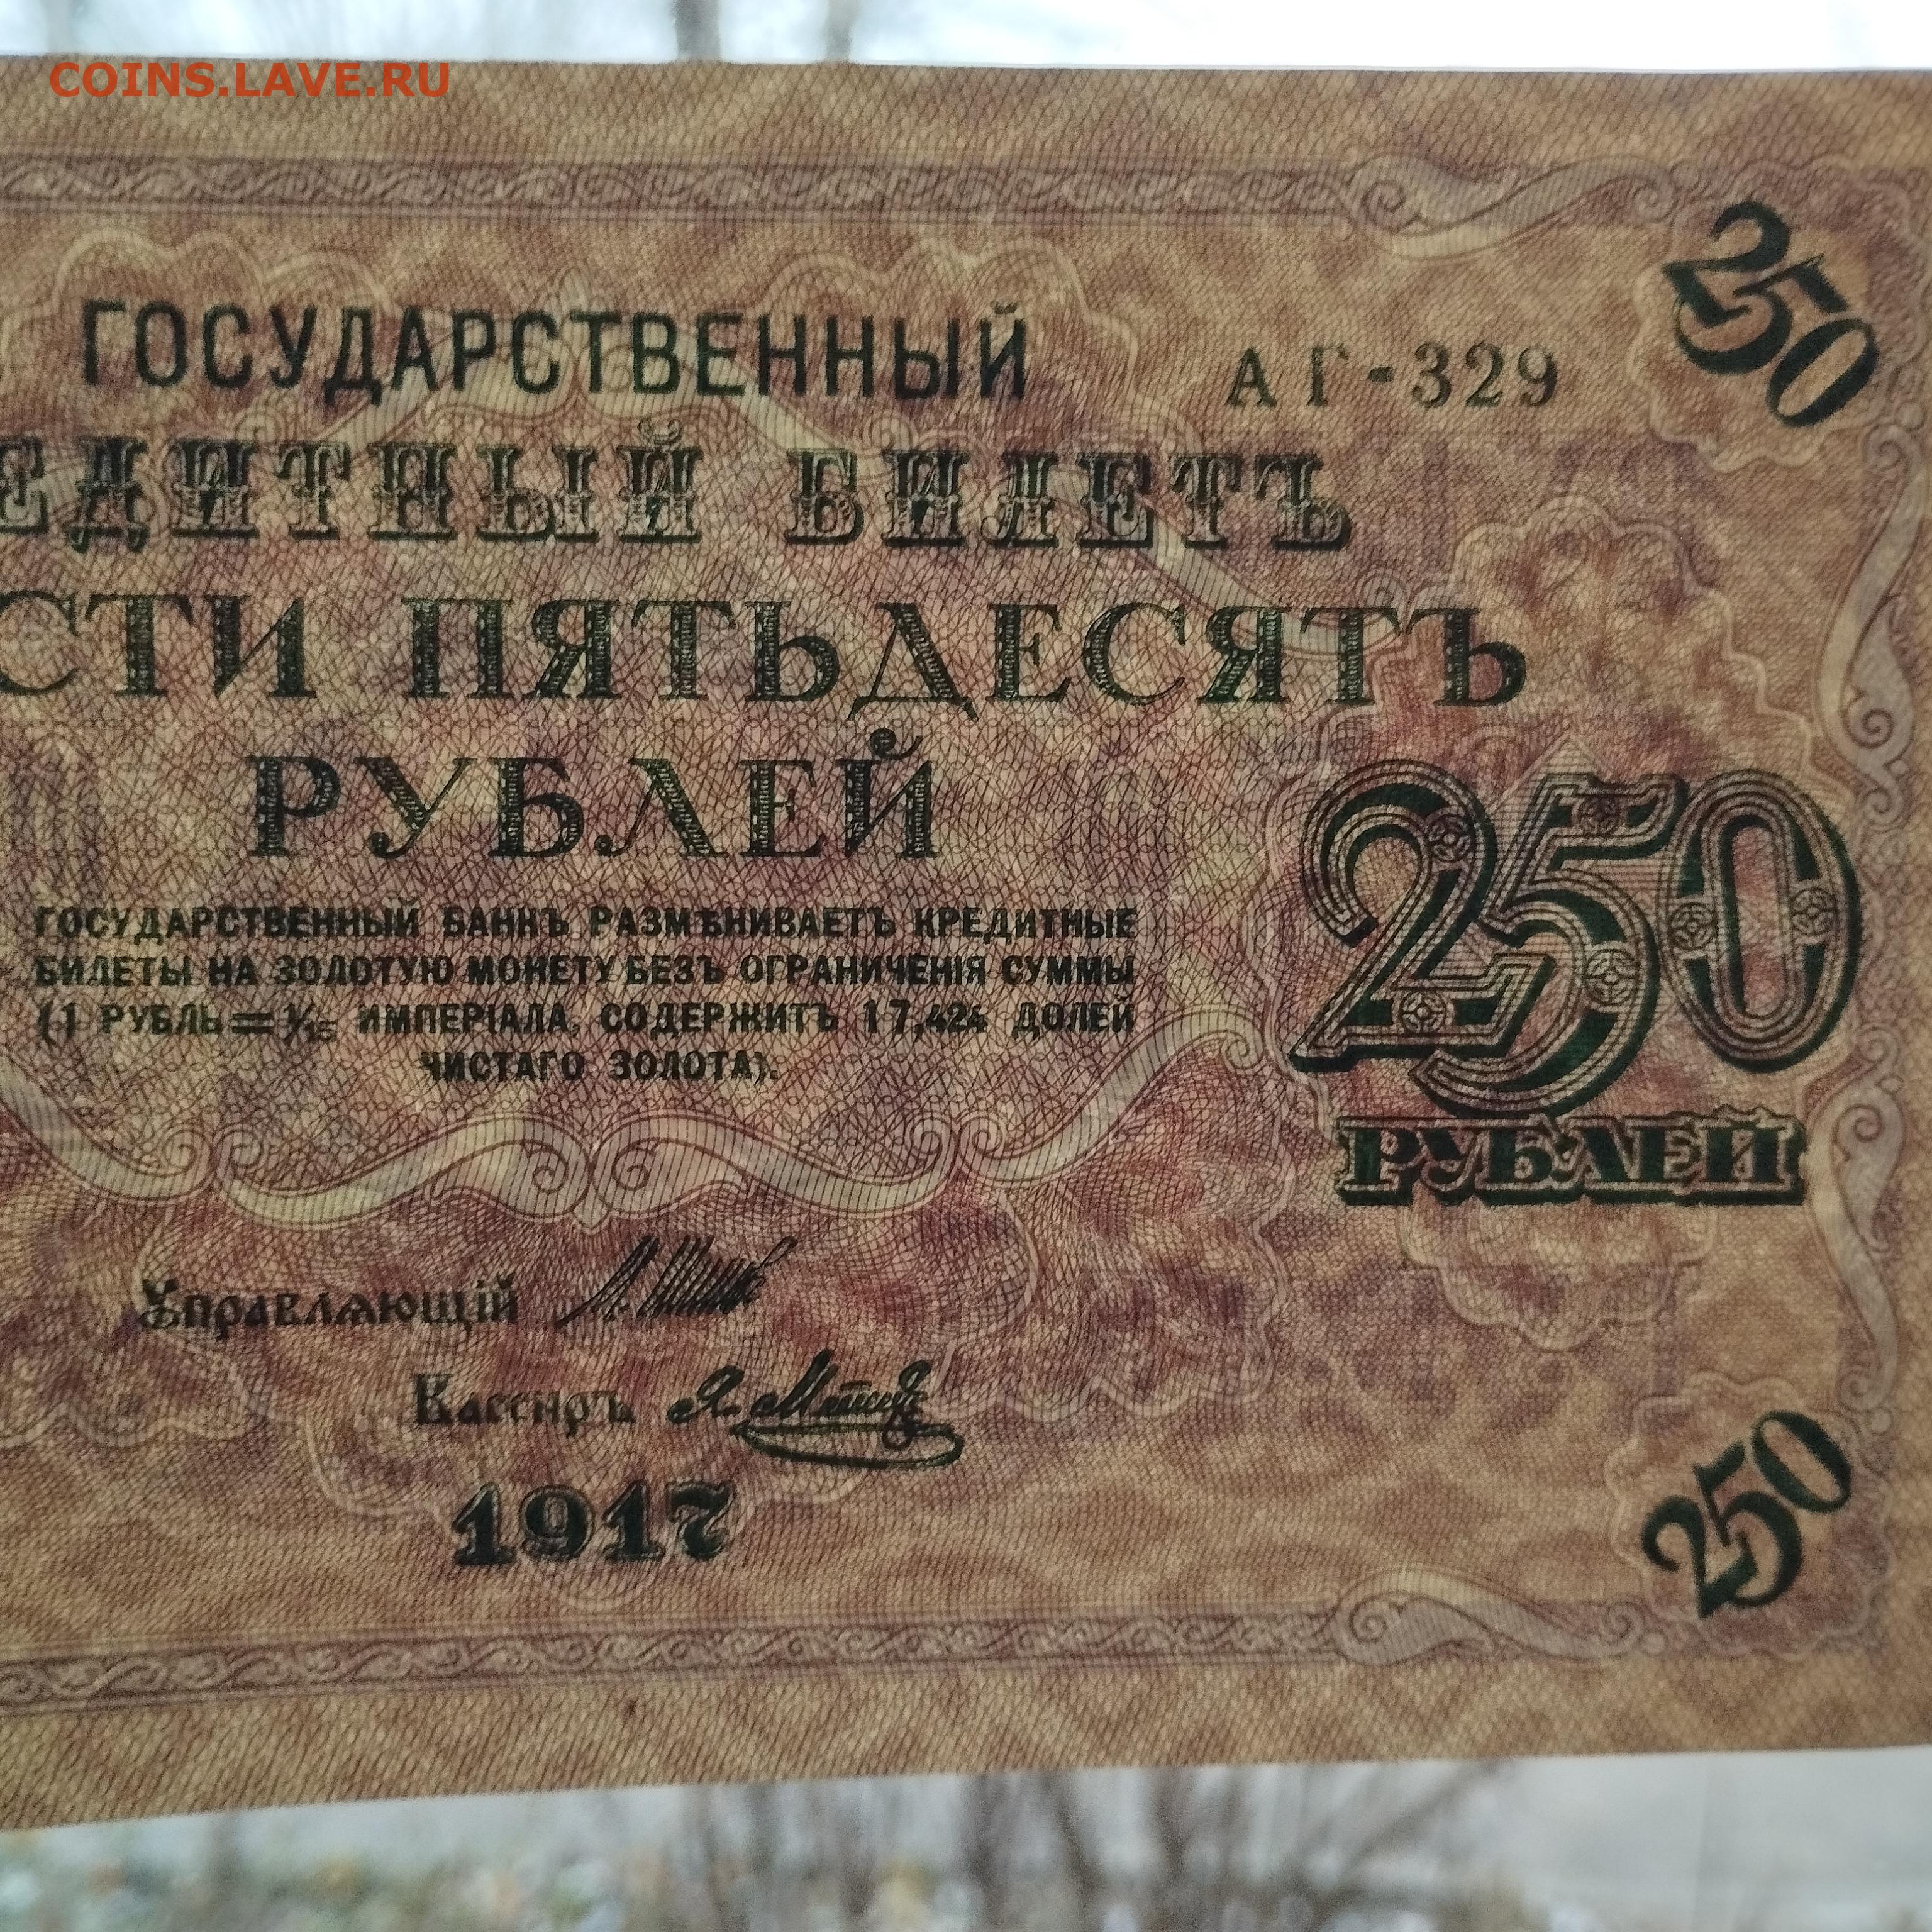 COINS.LAVE.RU
250
ГОСУДАРСТВЕННЫЙ АГ-329
ЕДИТНЫЙ БИЛЕТЪ
СТИ ПЯТЬДЕСЯТЪ
РУБЛЕЙ
250
РУБЛЕЙ
ГОСУДАРСТВЕННЫЙ БАНКЪ РАЗМѢНИВАЕТЪ КРЕДИТНЫЕ
БИЛЕТЫ НА ЗОЛОТУЮ МОНЕТУ БЕЗЪ ОГРАНИЧЕНІЯ СУММЫ
(1 РУБЛЬ=1/15 ИМПЕРІАЛА, СОДЕРЖИТЪ 17,424 ДОЛЕЙ
ЧИСТАГО ЗОЛОТА).
Управляющій
Кассиръ
1917
250